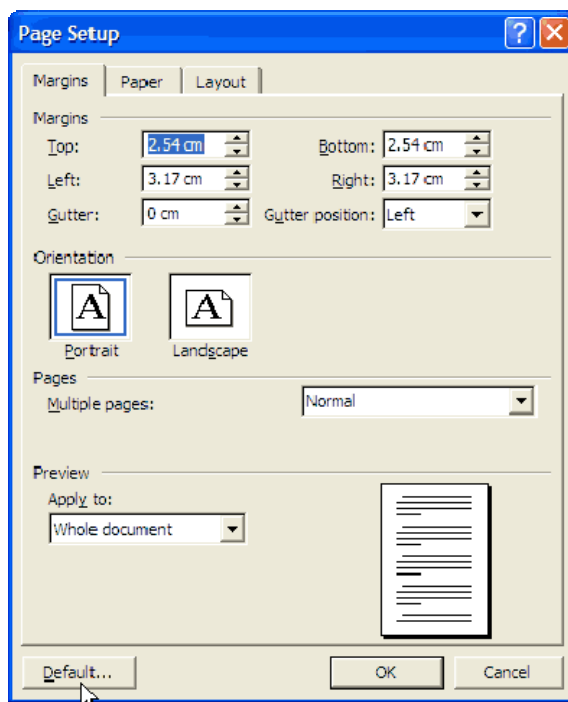 Page Setup
Margins Paper Layout
Margins
Top: 2.54 cm Bottom: 2.54 cm
Left: 3.17 cm Right: 3.17 cm
Gutter: 0 cm Gutter position: Left
Orientation
A A
Portrait Landscape
Pages
Multiple pages: Normal
Preview
Apply to:
Whole document
Default... OK Cancel